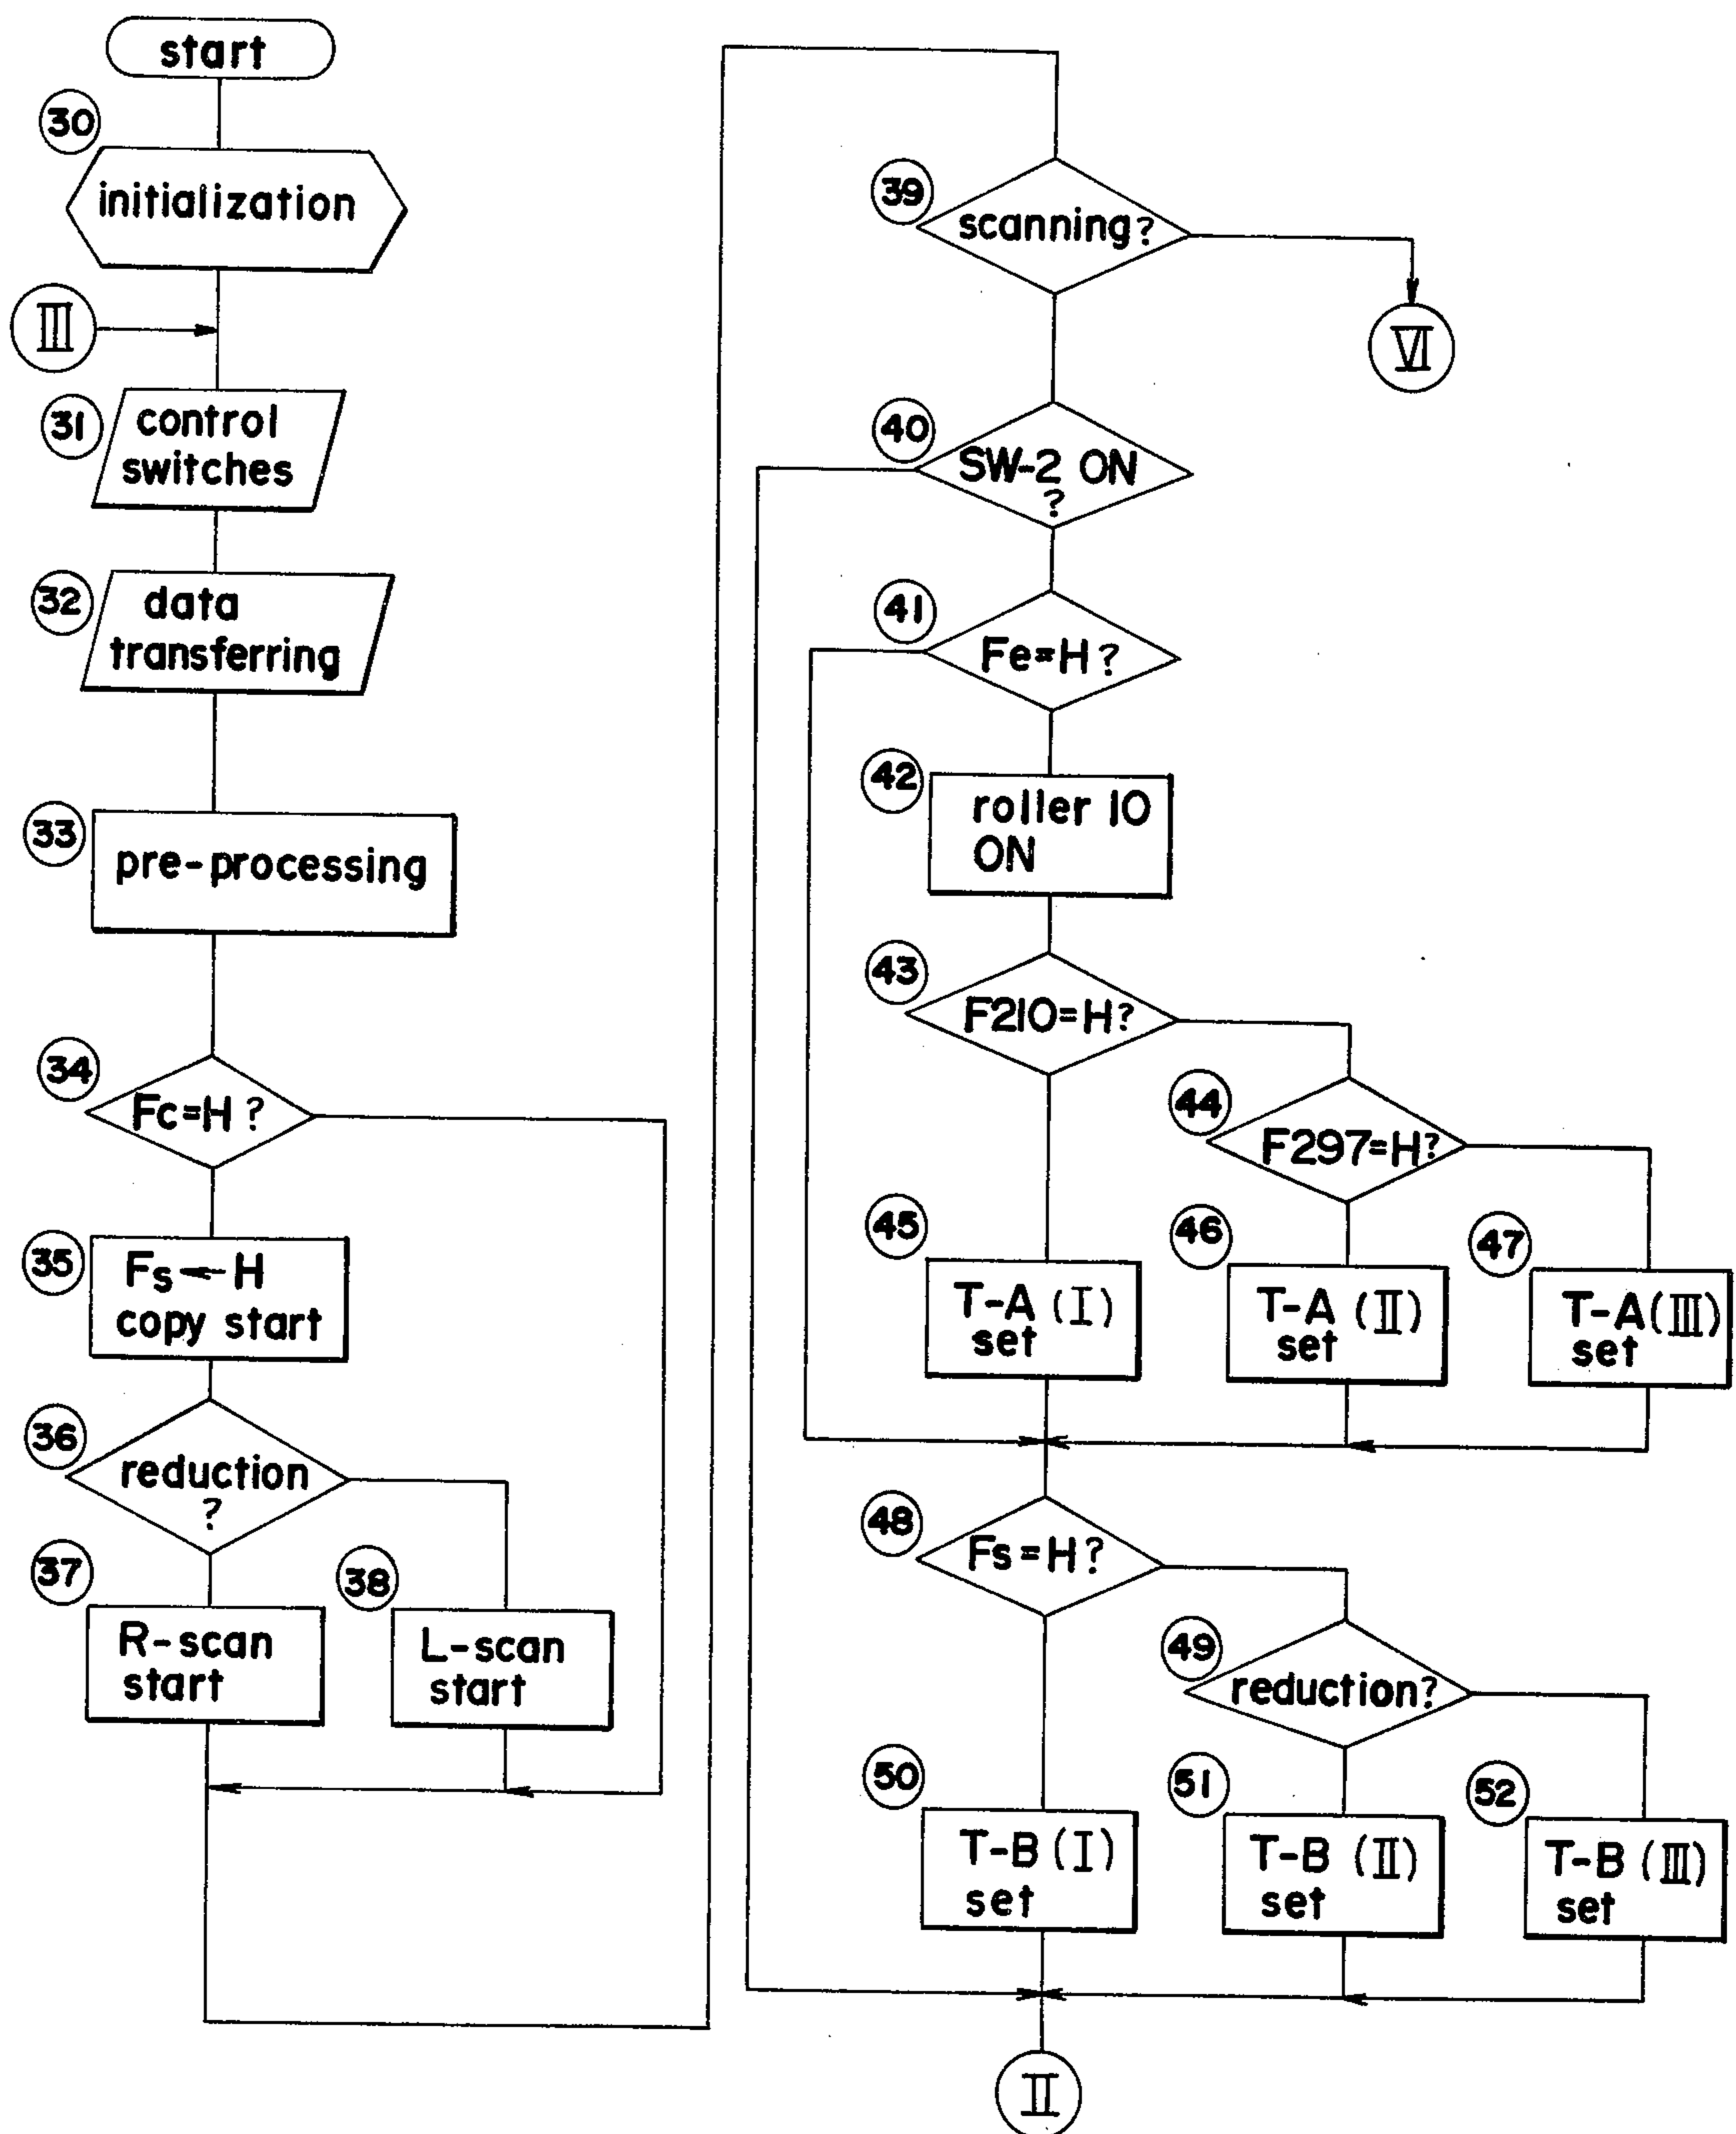 start
30
initialization
III
31
control
switches
32
data
transferring
33
pre-processing
34
Fc=H?
35
Fs←H
copy start
36
reduction
?
37
R-scan
start
38
L-scan
start
39
scanning?
VI
40
SW-2 ON
?
41
Fe=H?
42
roller 10
ON
43
F210=H?
44
F297=H?
45
T-A (I)
set
46
T-A (II)
set
47
T-A (III)
set
48
Fs=H?
49
reduction?
50
T-B (I)
set
51
T-B (II)
set
52
T-B (III)
set
II